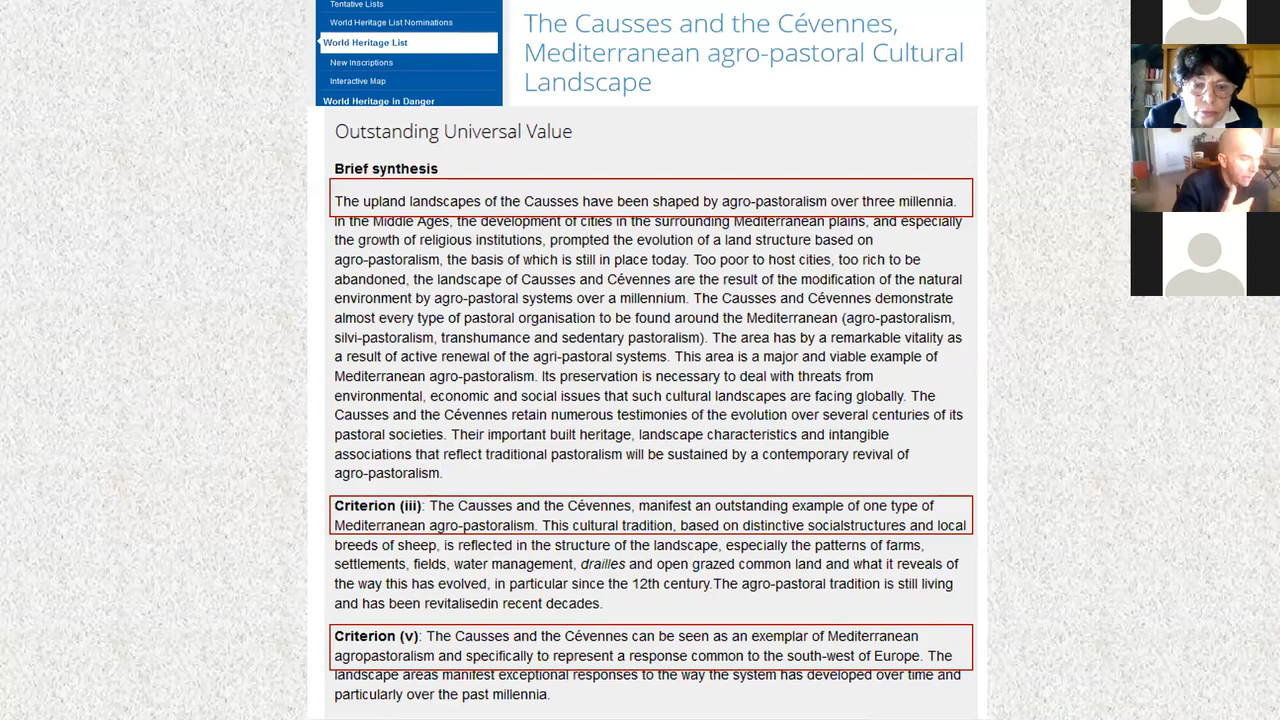 Tentative Lists
World Heritage List Nominations
World Heritage List
New Inscriptions
Interactive Map
World Heritage in Danger
The Causses and the Cévennes,
Mediterranean agro-pastoral Cultural
Landscape
Outstanding Universal Value
Brief synthesis
The upland landscapes of the Causses have been shaped by agro-pastoralism over three millennia.
In the Middle Ages, the development of cities in the surrounding Mediterranean plains, and especially
the growth of religious institutions, prompted the evolution of a land structure based on
agro-pastoralism, the basis of which is still in place today. Too poor to host cities, too rich to be
abandoned, the landscape of Causses and Cévennes are the result of the modification of the natural
environment by agro-pastoral systems over a millennium. The Causses and Cévennes demonstrate
almost every type of pastoral organisation to be found around the Mediterranean (agro-pastoralism,
silvi-pastoralism, transhumance and sedentary pastoralism). The area has by a remarkable vitality as
a result of active renewal of the agri-pastoral systems. This area is a major and viable example of
Mediterranean agro-pastoralism. Its preservation is necessary to deal with threats from
environmental, economic and social issues that such cultural landscapes are facing globally. The
Causses and the Cévennes retain numerous testimonies of the evolution over several centuries of its
pastoral societies. Their important built heritage, landscape characteristics and intangible
associations that reflect traditional pastoralism will be sustained by a contemporary revival of
agro-pastoralism.
Criterion (iii): The Causses and the Cévennes, manifest an outstanding example of one type of
Mediterranean agro-pastoralism. This cultural tradition, based on distinctive socialstructures and local
breeds of sheep, is reflected in the structure of the landscape, especially the patterns of farms,
settlements, fields, water management, drailles and open grazed common land and what it reveals of
the way this has evolved, in particular since the 12th century.The agro-pastoral tradition is still living
and has been revitalisedin recent decades.
Criterion (v): The Causses and the Cévennes can be seen as an exemplar of Mediterranean
agropastoralism and specifically to represent a response common to the south-west of Europe. The
landscape areas manifest exceptional responses to the way the system has developed over time and
particularly over the past millennia.